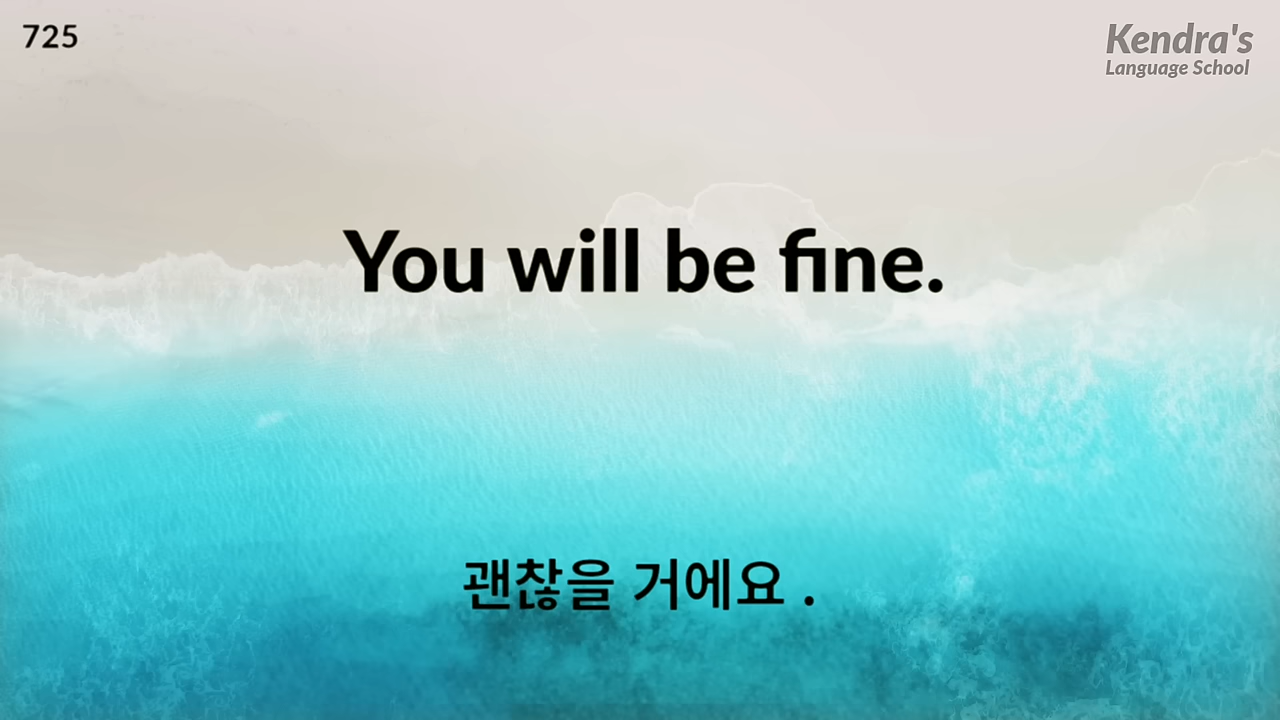 725
Kendra's
Language School
You will be fine.
괜찮을 거에요 .